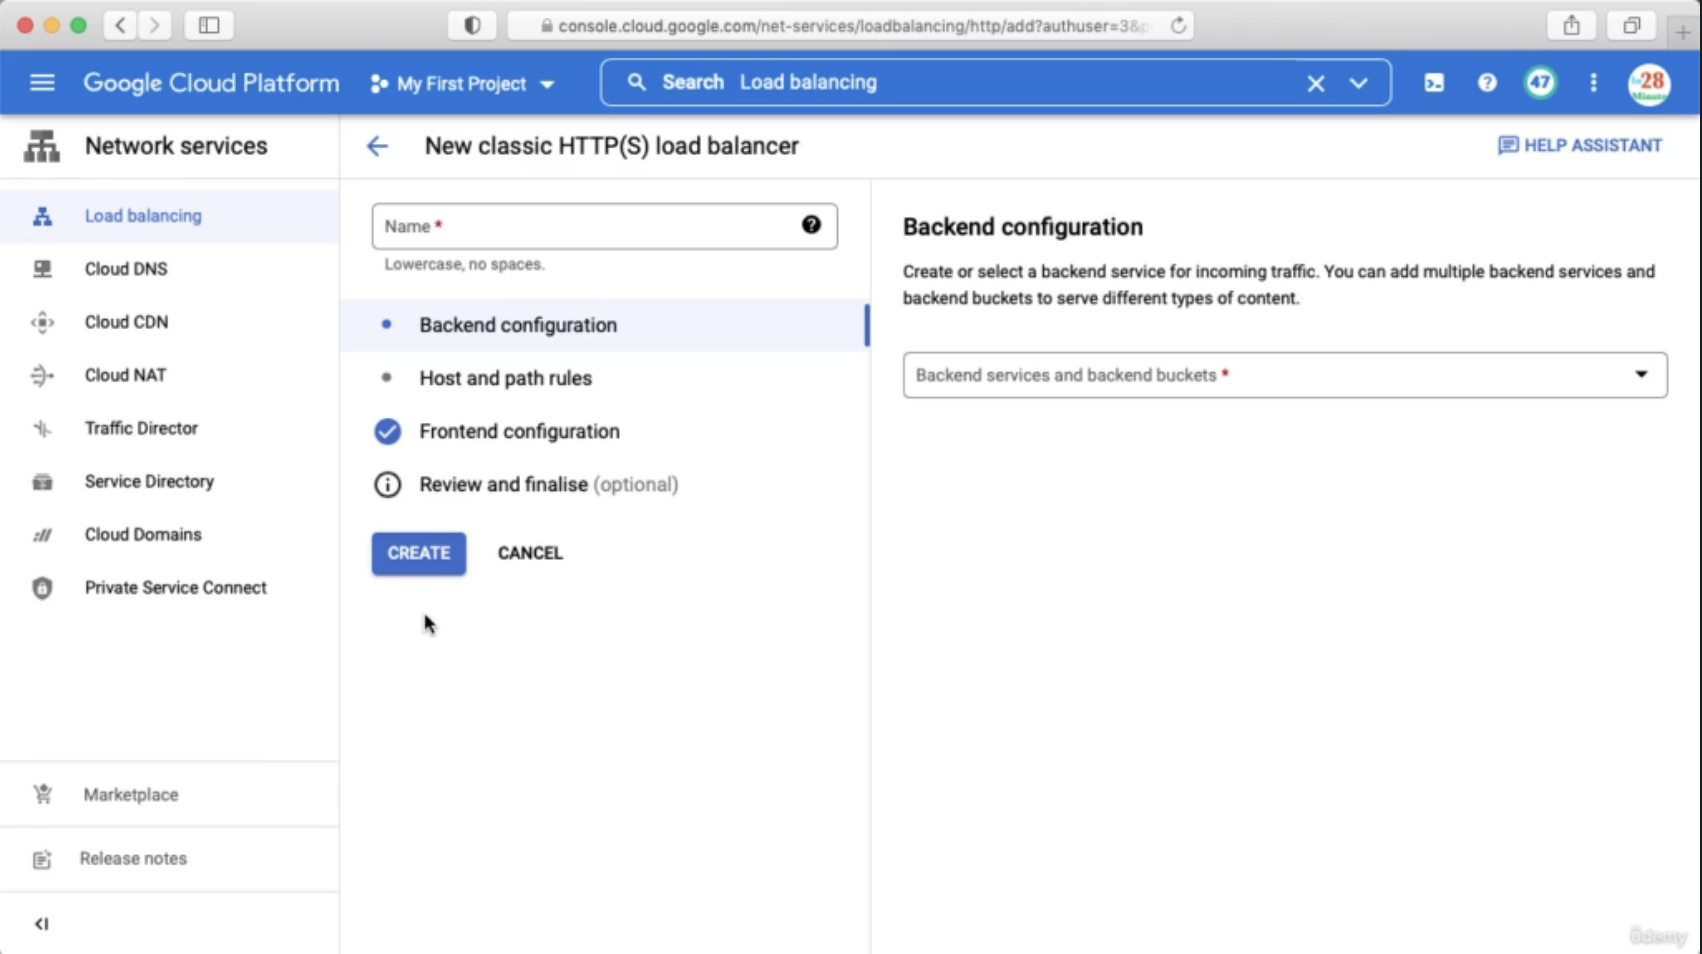 console.cloud.google.com/net-services/loadbalancing/http/add?authuser=3&p
Google Cloud Platform
My First Project
Search Load balancing
47
in28
Minutes
Network services
New classic HTTP(S) load balancer
HELP ASSISTANT
Load balancing
Cloud DNS
Cloud CDN
Cloud NAT
Traffic Director
Service Directory
Cloud Domains
Private Service Connect
Marketplace
Release notes
Name *
Lowercase, no spaces.
Backend configuration
Host and path rules
Frontend configuration
Review and finalise (optional)
CREATE CANCEL
Backend configuration
Create or select a backend service for incoming traffic. You can add multiple backend services and
backend buckets to serve different types of content.
Backend services and backend buckets *
ûdemy